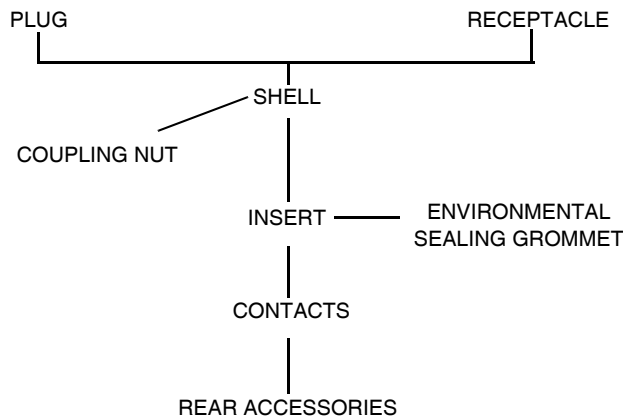 PLUG
RECEPTACLE
SHELL
COUPLING NUT
INSERT
ENVIRONMENTAL
SEALING GROMMET
CONTACTS
REAR ACCESSORIES